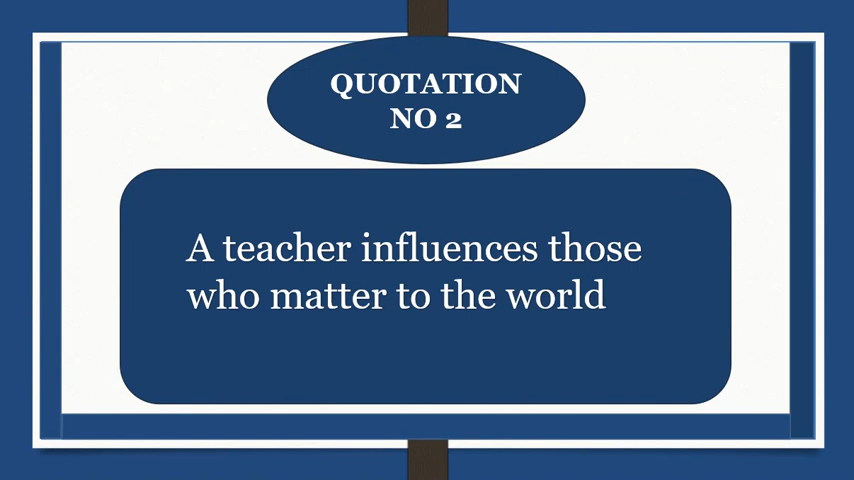 QUOTATION
NO 2
A teacher influences those
who matter to the world